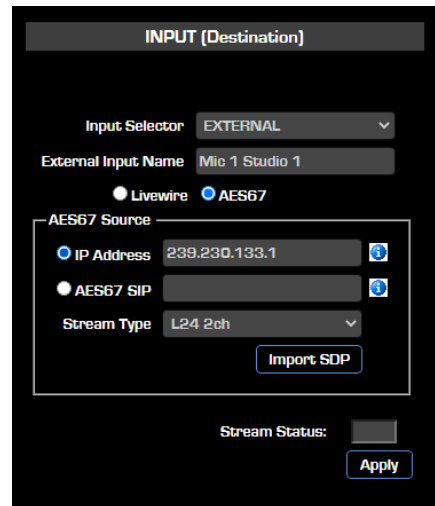 INPUT (Destination)
Input Selector EXTERNAL
External Input Name Mic 1 Studio 1
Livewire AES67
AES67 Source
IP Address 239.230.133.1 i
AES67 SIP i
Stream Type L24 2ch
Import SDP
Stream Status:
Apply